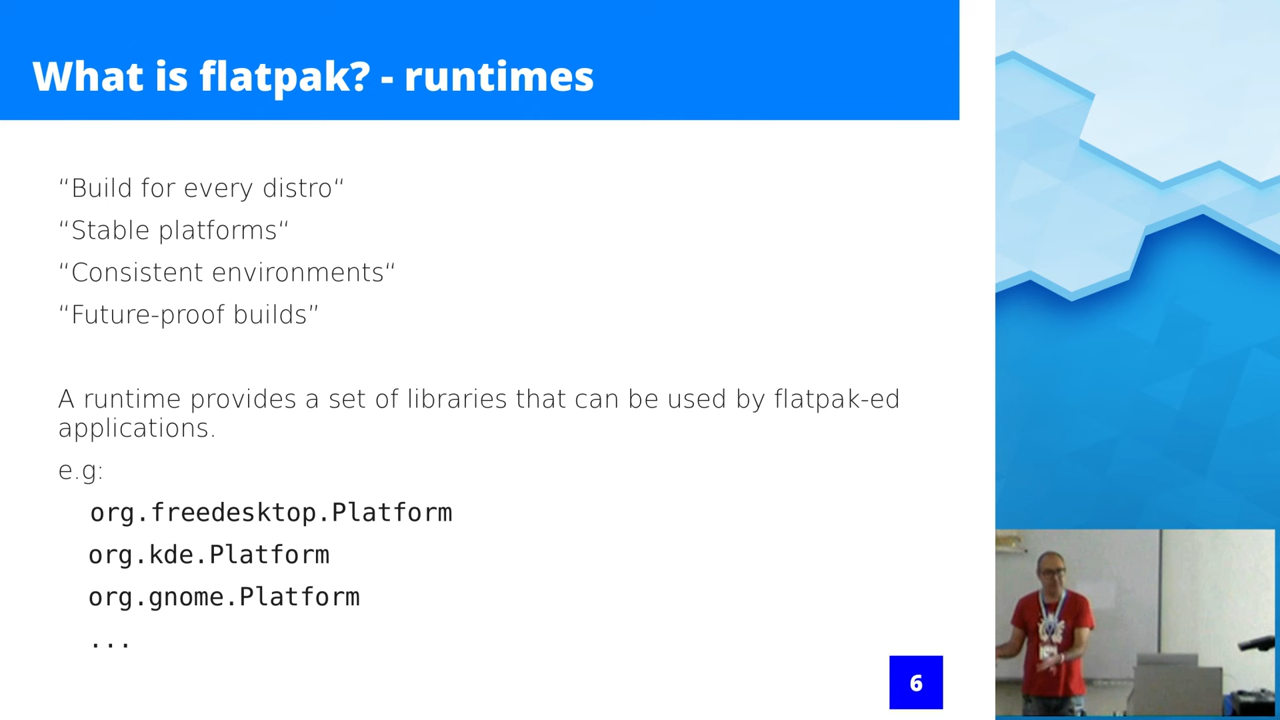 What is flatpak? - runtimes
“Build for every distro“
“Stable platforms“
“Consistent environments“
“Future-proof builds”
A runtime provides a set of libraries that can be used by flatpak-ed
applications.
e.g:
org.freedesktop.Platform
org.kde.Platform
org.gnome.Platform
...
6